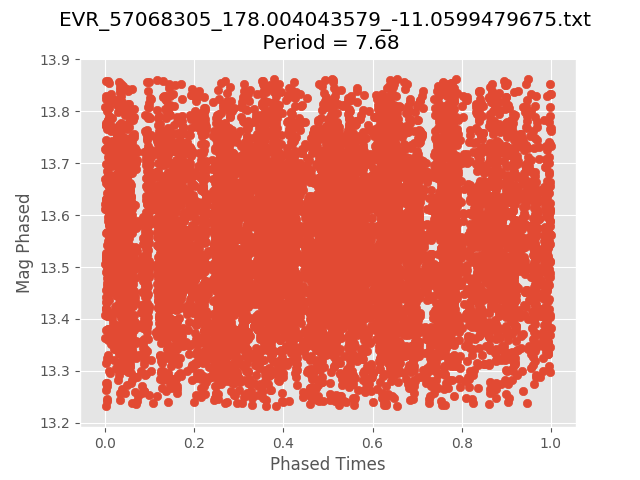 EVR_57068305_178.004043579_-11.0599479675.txt
Period = 7.68
13.9
13.8
13.7
13.6
13.5
13.4
13.3
13.2
Mag Phased
0.0 0.2 0.4 0.6 0.8 1.0
Phased Times